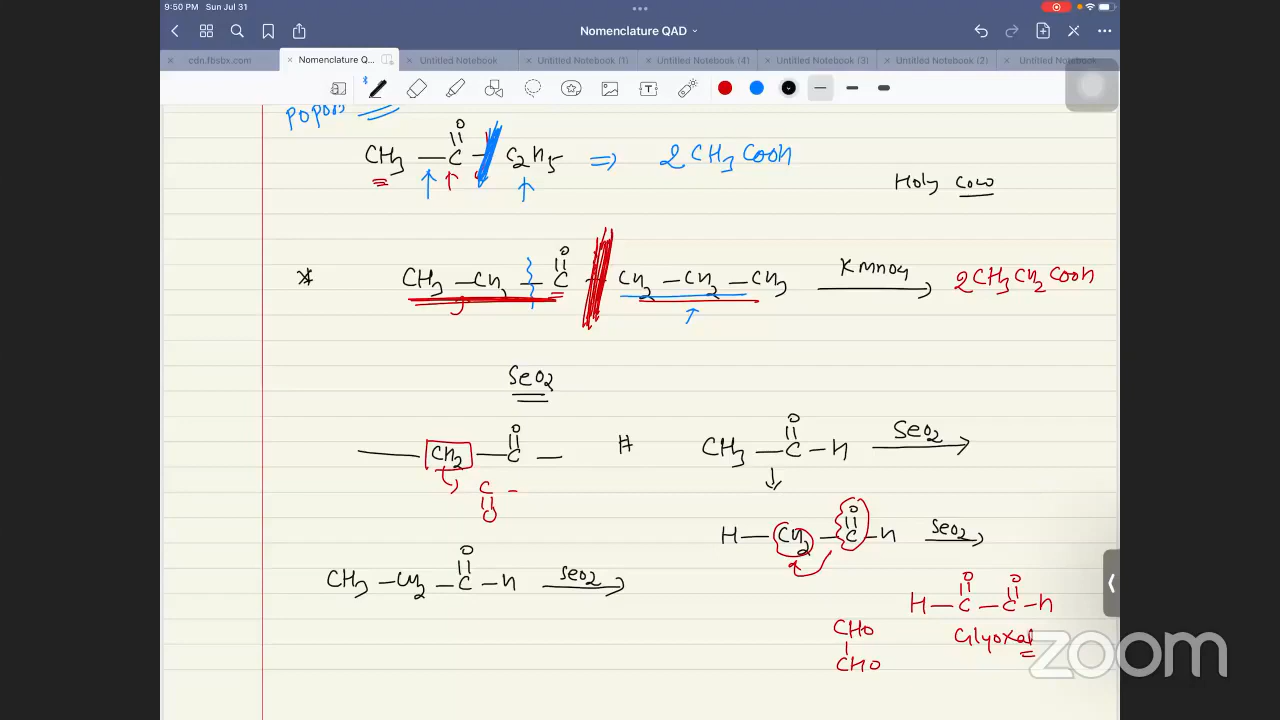 9:50 PM Sun Jul 31
Nomenclature QAD
cdn.fbsbx.com
Nomenclature Q...
Untitled Notebook
Untitled Notebook (1)
Untitled Notebook (4)
Untitled Notebook (3)
Untitled Notebook (2)
Untitled Notebook
O
CH3 — C — C2H5 ⇒ 2CH3COOH
Holy Cow
O
CH3 — CH2 — C — CH2 — CH2 — CH3 KMnO4 2CH3CH2COOH
SeO2
O
CH2 — C —
C
O
# O
CH3 — C — H SeO2
O
H — CH2 — C — H SeO2
O
CH3 — CH2 — C — H SeO2
O O
H — C — C — H
Glyoxal
CHO
CHO
zoom